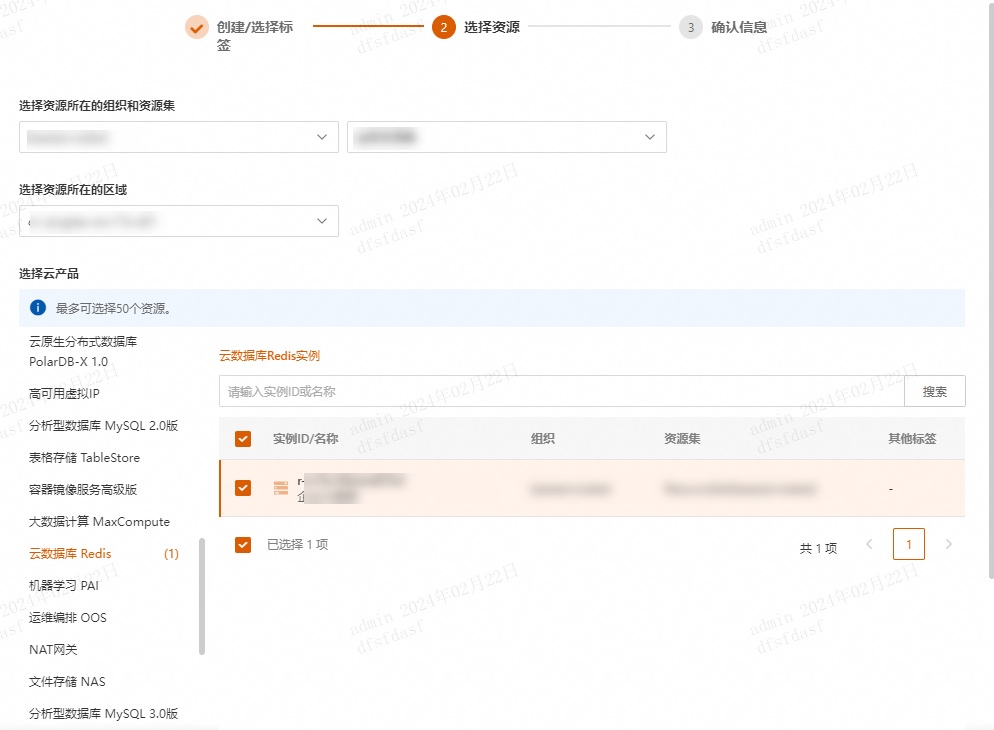 创建/选择标
签
2 选择资源
3 确认信息
选择资源所在的组织和资源集
选择资源所在的区域
选择云产品
最多可选择50个资源。
云原生分布式数据库
PolarDB-X 1.0
高可用虚拟IP
分析型数据库 MySQL 2.0版
表格存储 TableStore
容器镜像服务高级版
大数据计算 MaxCompute
云数据库 Redis (1)
机器学习 PAI
运维编排 OOS
NAT网关
文件存储 NAS
分析型数据库 MySQL 3.0版
云数据库Redis实例
请输入实例ID或名称 搜索
实例ID/名称 组织 资源集 其他标签
r-
企
-
已选择 1 项
共 1 项 1
admin 2024年02月22日
dfsfdasf